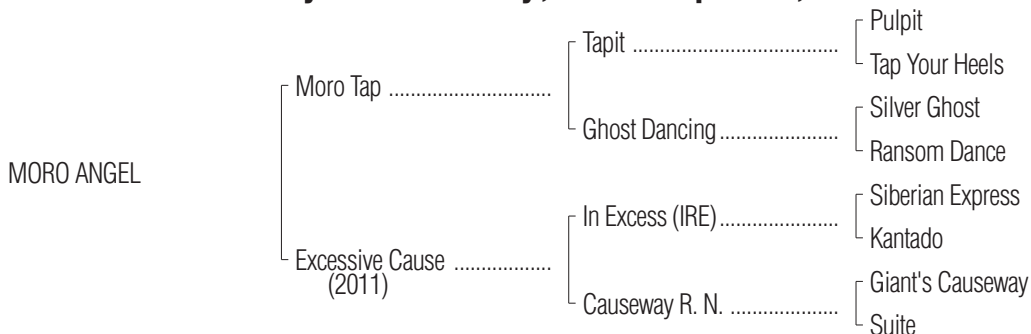 Pulpit
Tapit ......................................
Tap Your Heels
Moro Tap ..............................
Silver Ghost
Ghost Dancing ......................
Ransom Dance
MORO ANGEL
Siberian Express
In Excess (IRE) ......................
Kantado
Excessive Cause ..................
(2011)
Giant's Causeway
Causeway R. N. ....................
Suite